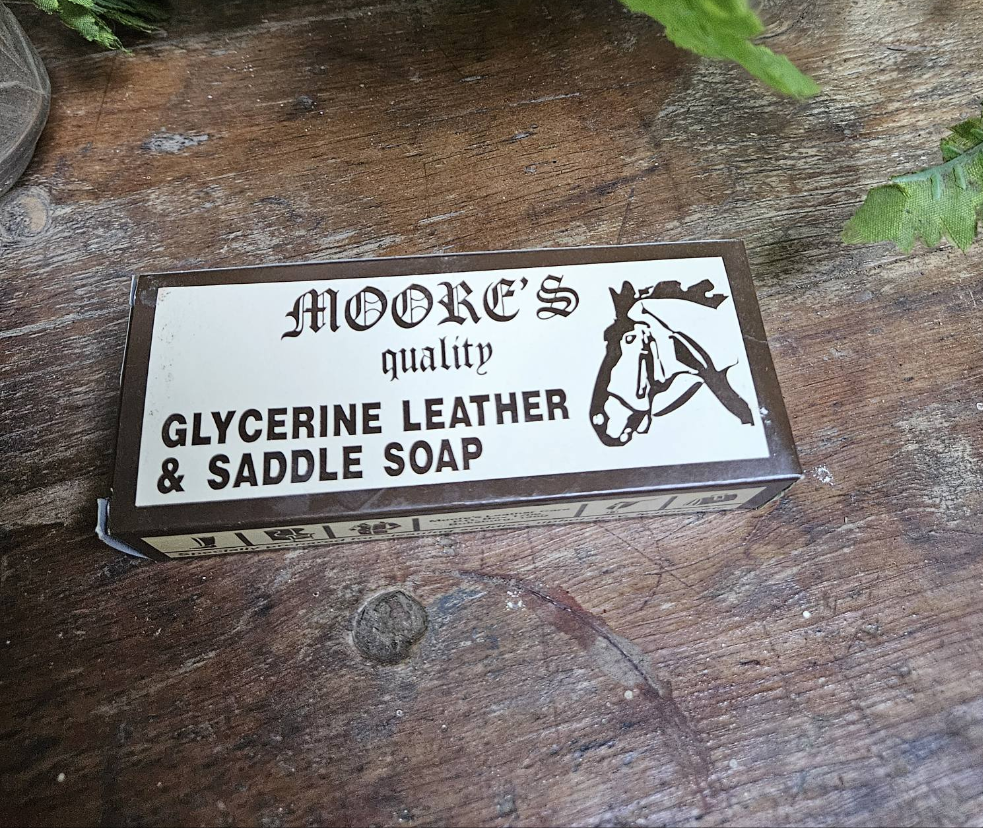 MOORE'S
quality
GLYCERINE LEATHER
& SADDLE SOAP